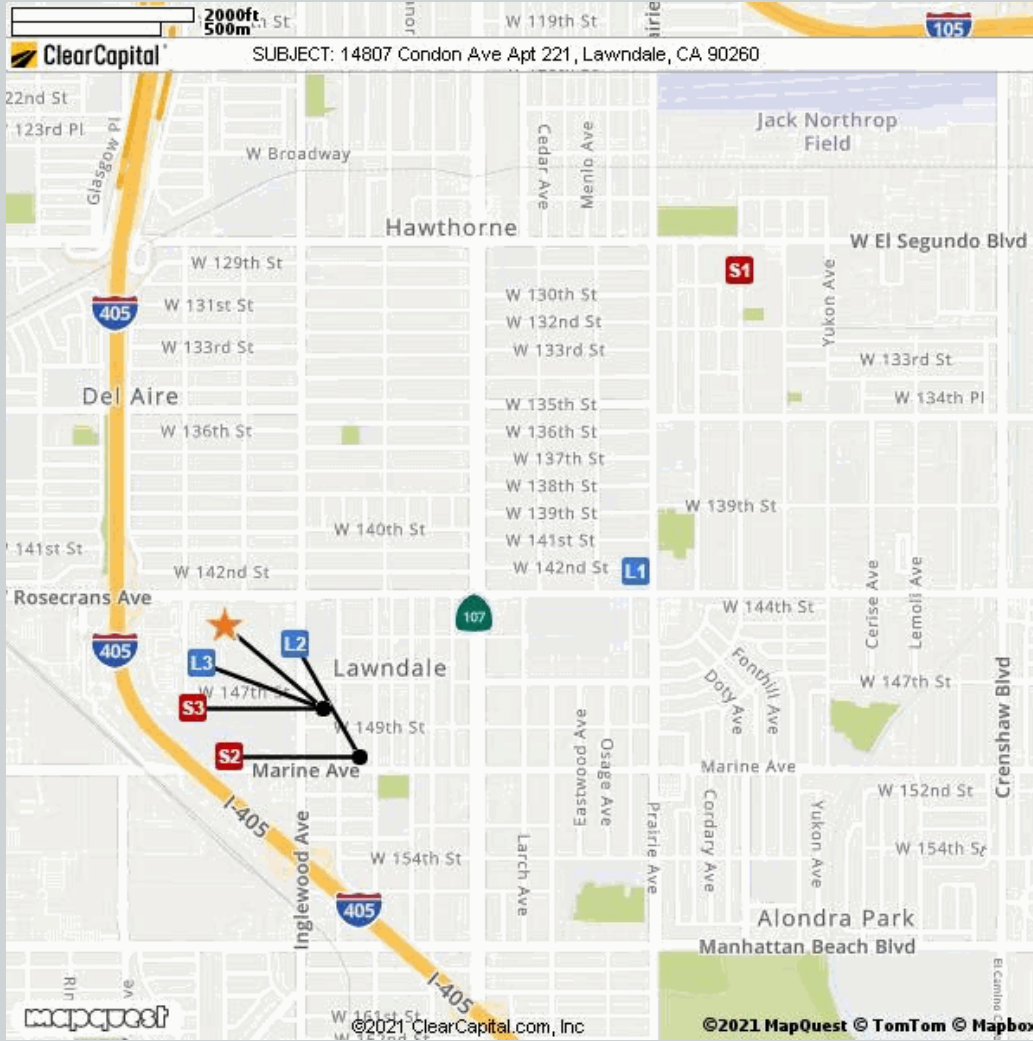 2000ft
500m
W 119th St
105
ClearCapital
SUBJECT: 14807 Condon Ave Apt 221, Lawndale, CA 90260
22nd St
123rd Pl
Glasgow Pl
W Broadway
Cedar Ave
Menlo Ave
Jack Northrop
Field
Hawthorne
W El Segundo Blvd
W 129th St
S1
Yukon Ave
405
W 131st St
W 130th St
W 132nd St
W 133rd St
W 133rd St
W 133rd St
Del Aire
W 134th Pl
W 135th St
W 136th St
W 136th St
W 137th St
W 138th St
W 139th St
W 139th St
W 140th St
W 141st St
141st St
W 142nd St
W 142nd St
L1
Rosecrans Ave
107
W 144th St
Cerise Ave
Lemoli Ave
405
L2
L3
Lawndale
Fonthill Ave
Doty Ave
W 147th St
W 147th St
Crenshaw Blvd
S3
W 149th St
S2
Marine Ave
Eastwood Ave
Osage Ave
Marine Ave
I-405
W 152nd St
Inglewood Ave
Prairie Ave
Cordary Ave
Yukon Ave
W 154th St
W 154th St
Larch Ave
405
Alondra Park
Manhattan Beach Blvd
I-405
mapquest
W 161st St
©2021 ClearCapital.com, Inc
©2021 MapQuest © TomTom © Mapbox